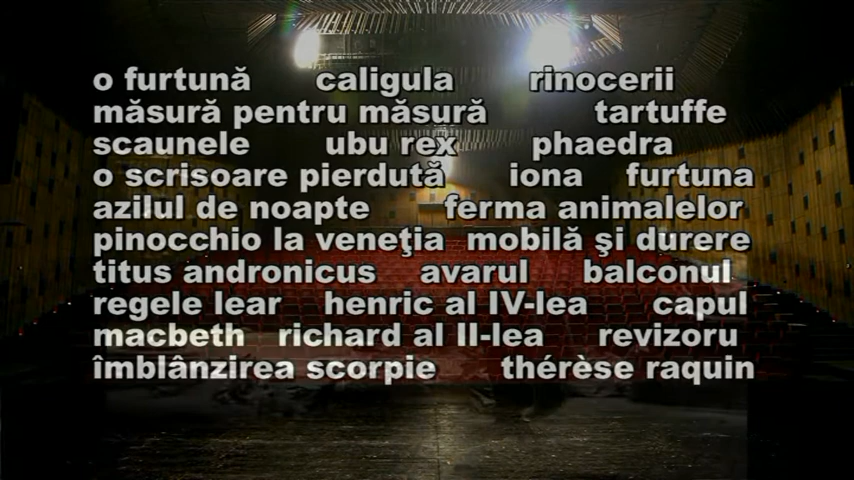 o furtună caligula rinocerii
măsură pentru măsură tartuffe
scaunele ubu rex phaedra
o scrisoare pierdută iona furtuna
azilul de noapte ferma animalelor
pinocchio la veneţia mobilă şi durere
titus andronicus avarul balconul
regele lear henric al IV-lea capul
macbeth richard al II-lea revizoru
îmblânzirea scorpie thérèse raquin